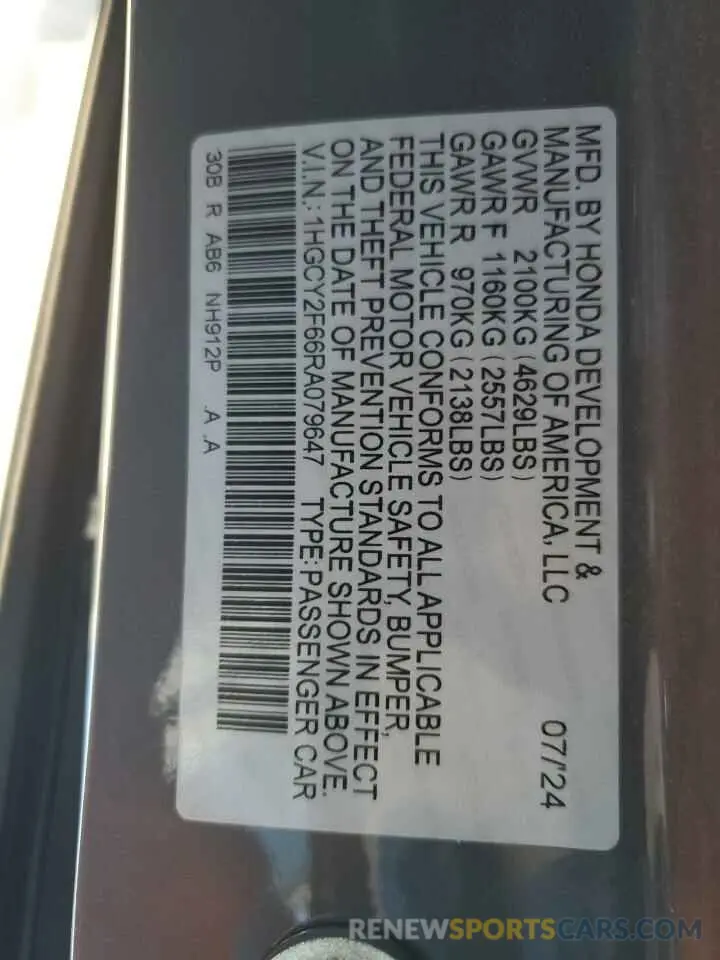 MFD. BY HONDA DEVELOPMENT &
MANUFACTURING OF AMERICA, LLC 07/'24
GVWR 2100KG (4629LBS)
GAWR F 1160KG (2557LBS)
GAWR R 970KG (2138LBS)
THIS VEHICLE CONFORMS TO ALL APPLICABLE
FEDERAL MOTOR VEHICLE SAFETY, BUMPER,
AND THEFT PREVENTION STANDARDS IN EFFECT
ON THE DATE OF MANUFACTURE SHOWN ABOVE.
V.I.N.: 1HGCY2F66RA079647 TYPE: PASSENGER CAR
30B R AB6 NH912P .A .A
RENEWSPORTSCARS.COM